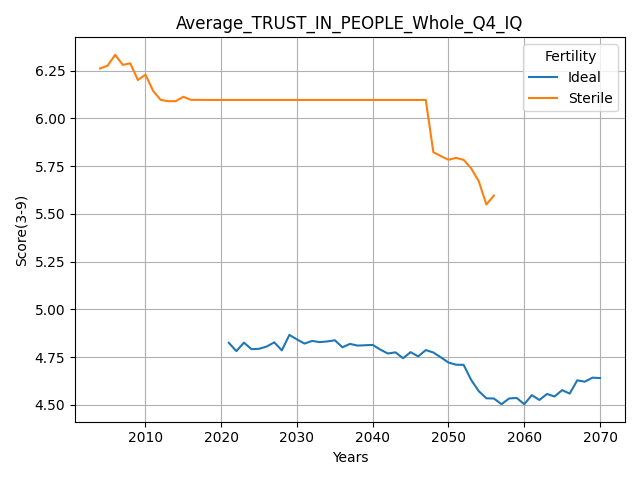 Average_TRUST_IN_PEOPLE_Whole_Q4_IQ
Fertility
Ideal
Sterile
Score(3-9)
6.25
6.00
5.75
5.50
5.25
5.00
4.75
4.50
2010 2020 2030 2040 2050 2060 2070
Years